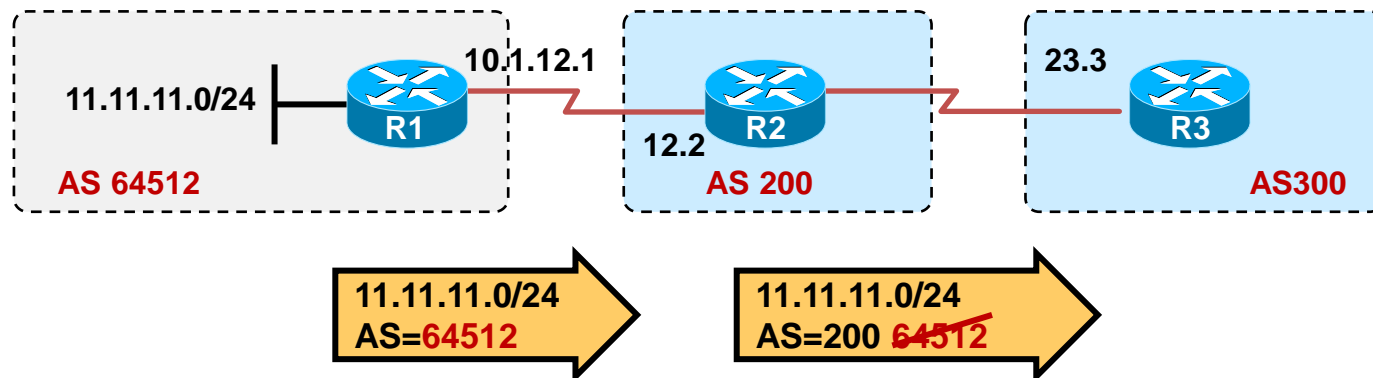 10.1.12.1
23.3
11.11.11.0/24
R1
R2
R3
12.2
AS 64512
AS 200
AS300
11.11.11.0/24
AS=64512
11.11.11.0/24
AS=200 64512